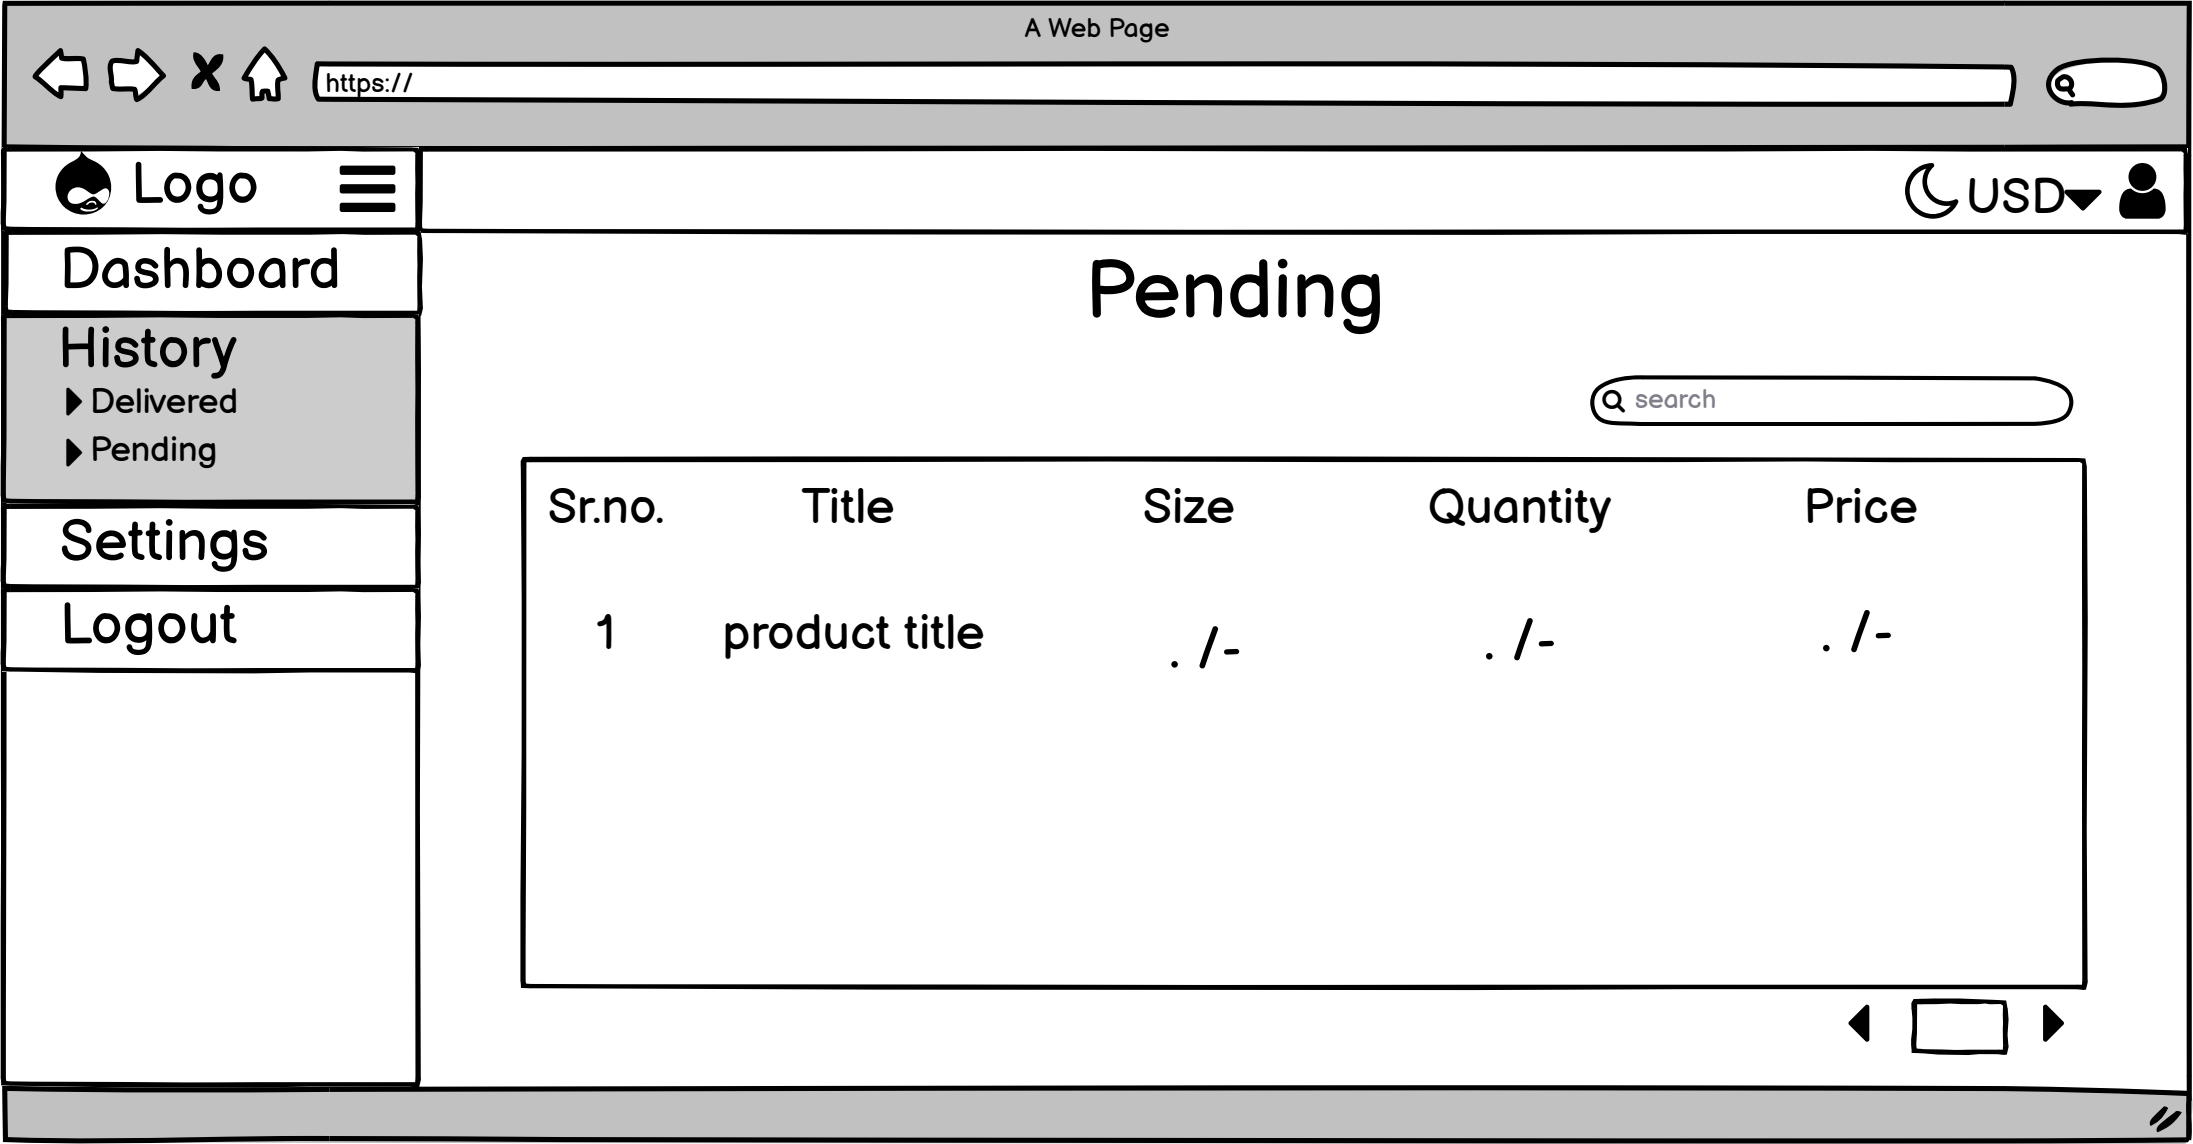 A Web Page
https://
Logo
USD
Dashboard
History
Delivered
Pending
Settings
Logout
Pending
search
Sr.no. Title Size Quantity Price
1 product title . /- . /- . /-